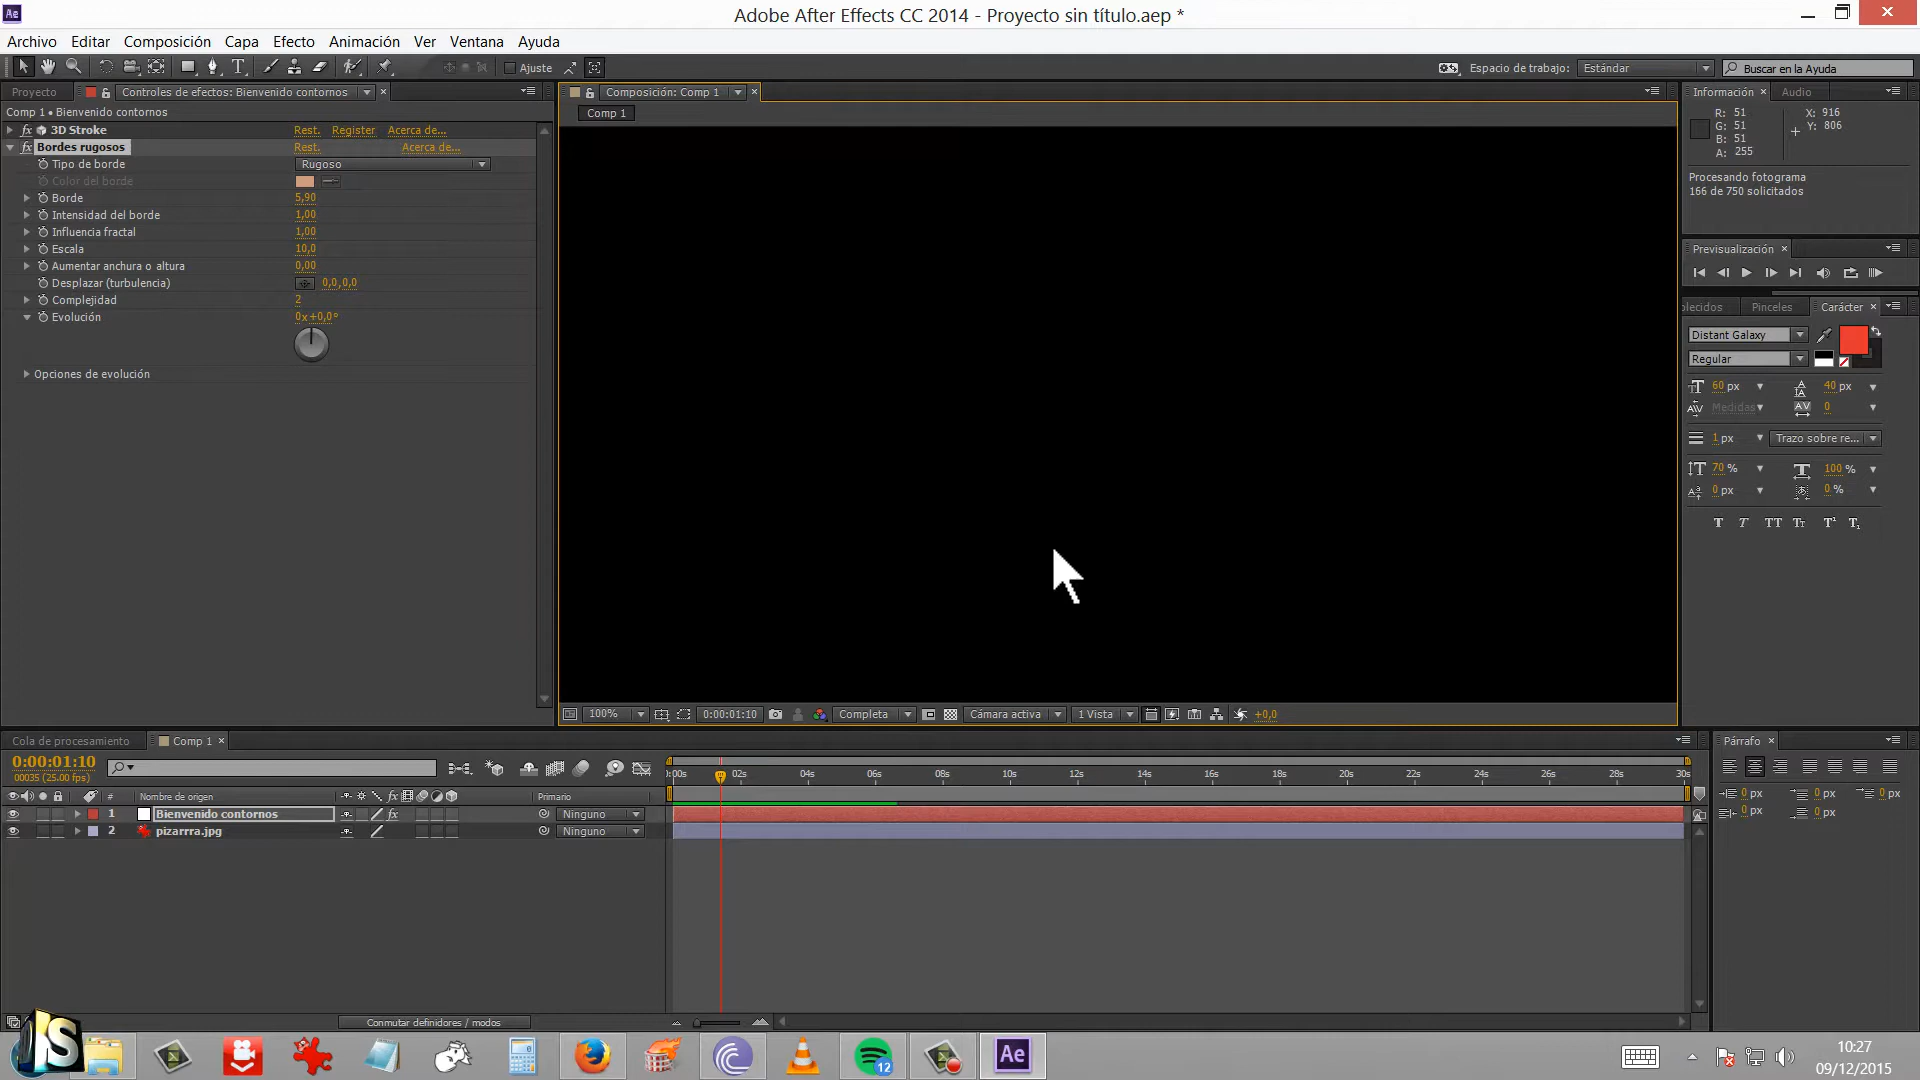 Ae
Adobe After Effects CC 2014 - Proyecto sin título.aep *
Archivo Editar Composición Capa Efecto Animación Ver Ventana Ayuda
Ajuste
Espacio de trabajo: Estándar
Buscar en la Ayuda
Proyecto
Controles de efectos: Bienvenido contornos
Composición: Comp 1
Información
Audio
Comp 1 • Bienvenido contornos
Comp 1
fx 3D Stroke Rest. Register Acerca de...
fx Bordes rugosos Rest. Acerca de...
Tipo de borde Rugoso
Color del borde
Borde 5,90
Intensidad del borde 1,00
Influencia fractal 1,00
Escala 10,0
Aumentar anchura o altura 0,00
Desplazar (turbulencia) 0,0,0,0
Complejidad 2
Evolución 0x+0,0°
Opciones de evolución
R: 51
G: 51
B: 51
A: 255
X: 916
Y: 806
Procesando fotograma
166 de 750 solicitados
Previsualización
blecidos
Pinceles
Carácter
Distant Galaxy
Regular
60 px
40 px
Medidas
0
1 px
Trazo sobre re...
70 %
100 %
0 px
0 %
T T TT Tt T¹ T₁
100%
0:00:01:10
Completa
Cámara activa
1 Vista
+0,0
Cola de procesamiento
Comp 1
Párrafo
0:00:01:10
00035 (25.00 fps)
:00s 02s 04s 06s 08s 10s 12s 14s 16s 18s 20s 22s 24s 26s 28s 30s
# Nombre de origen
Primario
1 Bienvenido contornos
fx
Ninguno
2 pizarrra.jpg
Ninguno
0 px 0 px 0 px
0 px 0 px
Conmutar definidores / modos
JS
12
Ae
10:27
09/12/2015